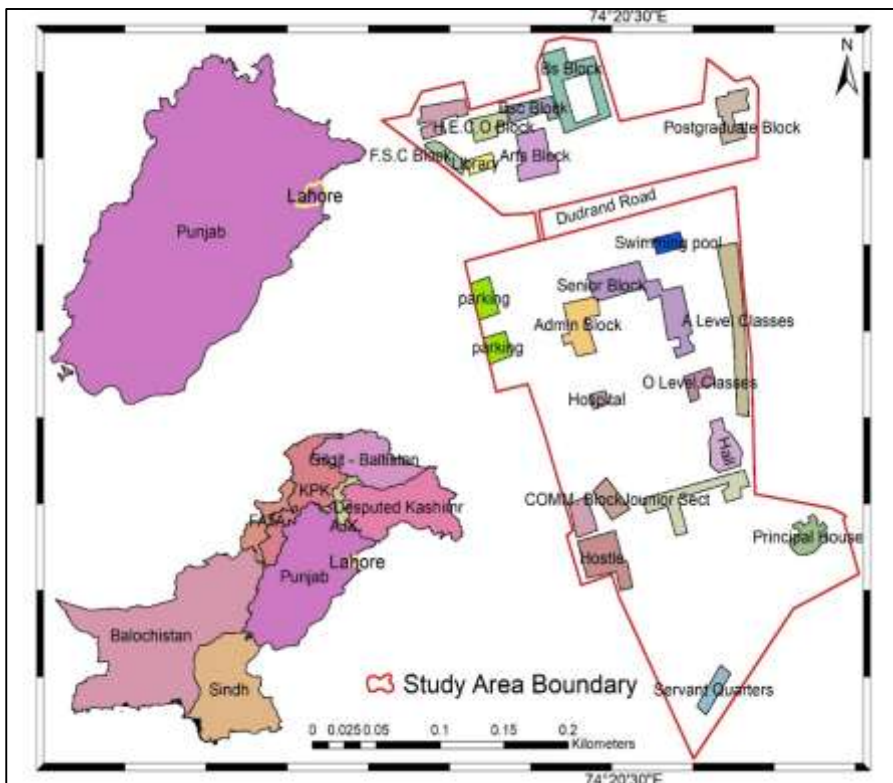 74°20'30"E
N
Bs Block
Bsc Block
H.E.C O Block
Postgraduate Block
F.S.C Block
Library
Arts Block
Lahore
Punjab
Dudrand Road
Swimming pool
Senior Block
parking
Admin Block
A Level Classes
parking
O Level Classes
Hospital
Hall
Gilgit - Baltistan
KPK
Desputed Kashimr
COMM. Block
Jounior Sect
FATA
AJK
Principal House
Lahore
Hostle
Punjab
Balochistan
Sindh
Study Area Boundary
Servant Quarters
0 0.025 0.05 0.1 0.15 0.2
Kilometers
74°20'30"E